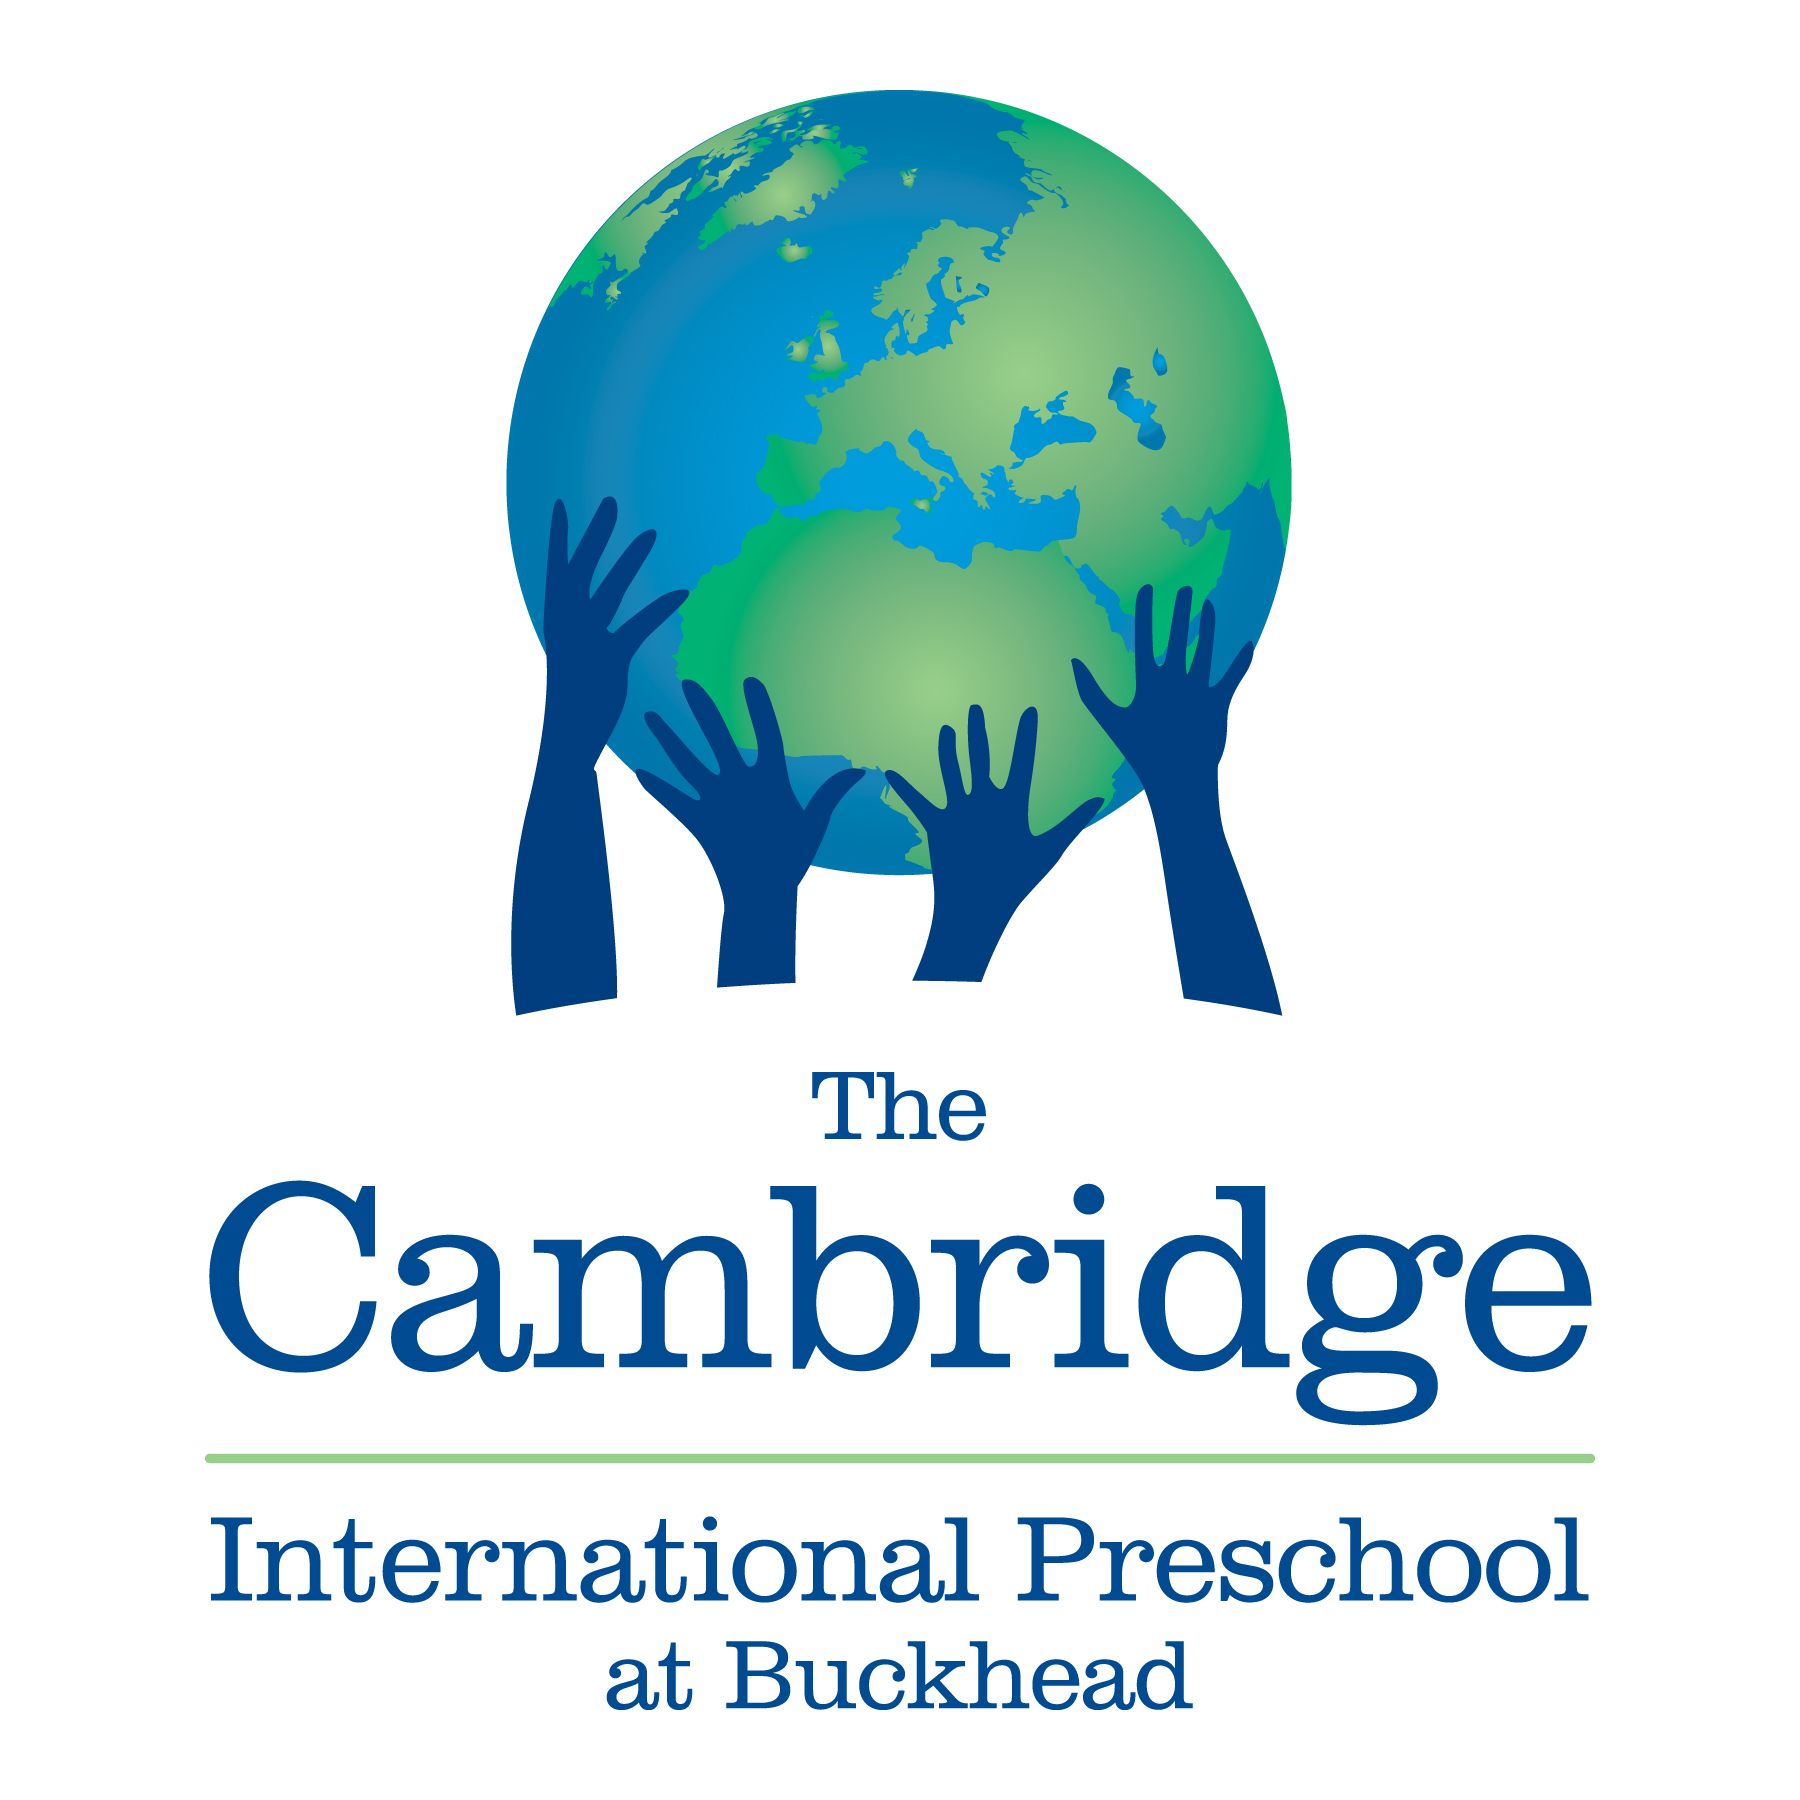 The
Cambridge
International Preschool
at Buckhead